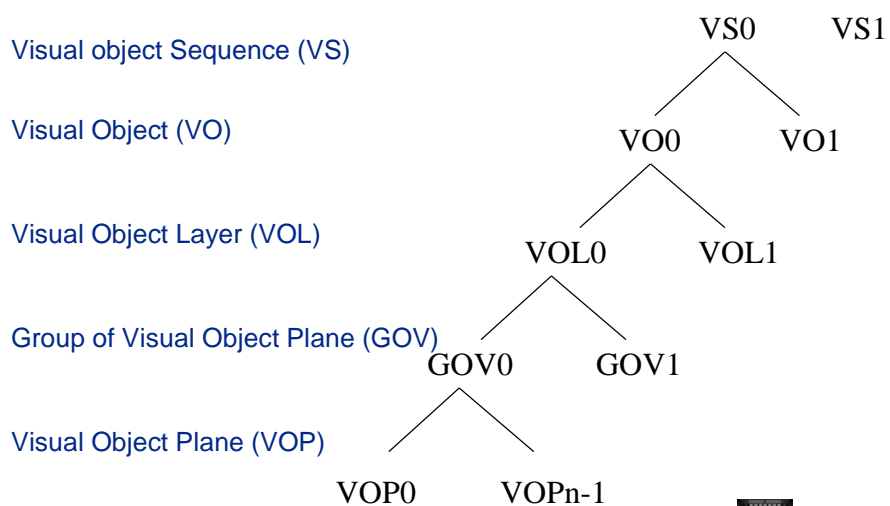 Visual object Sequence (VS) VS0 VS1
Visual Object (VO) VO0 VO1
Visual Object Layer (VOL) VOL0 VOL1
Group of Visual Object Plane (GOV) GOV0 GOV1
Visual Object Plane (VOP)
VOP0 VOPn-1